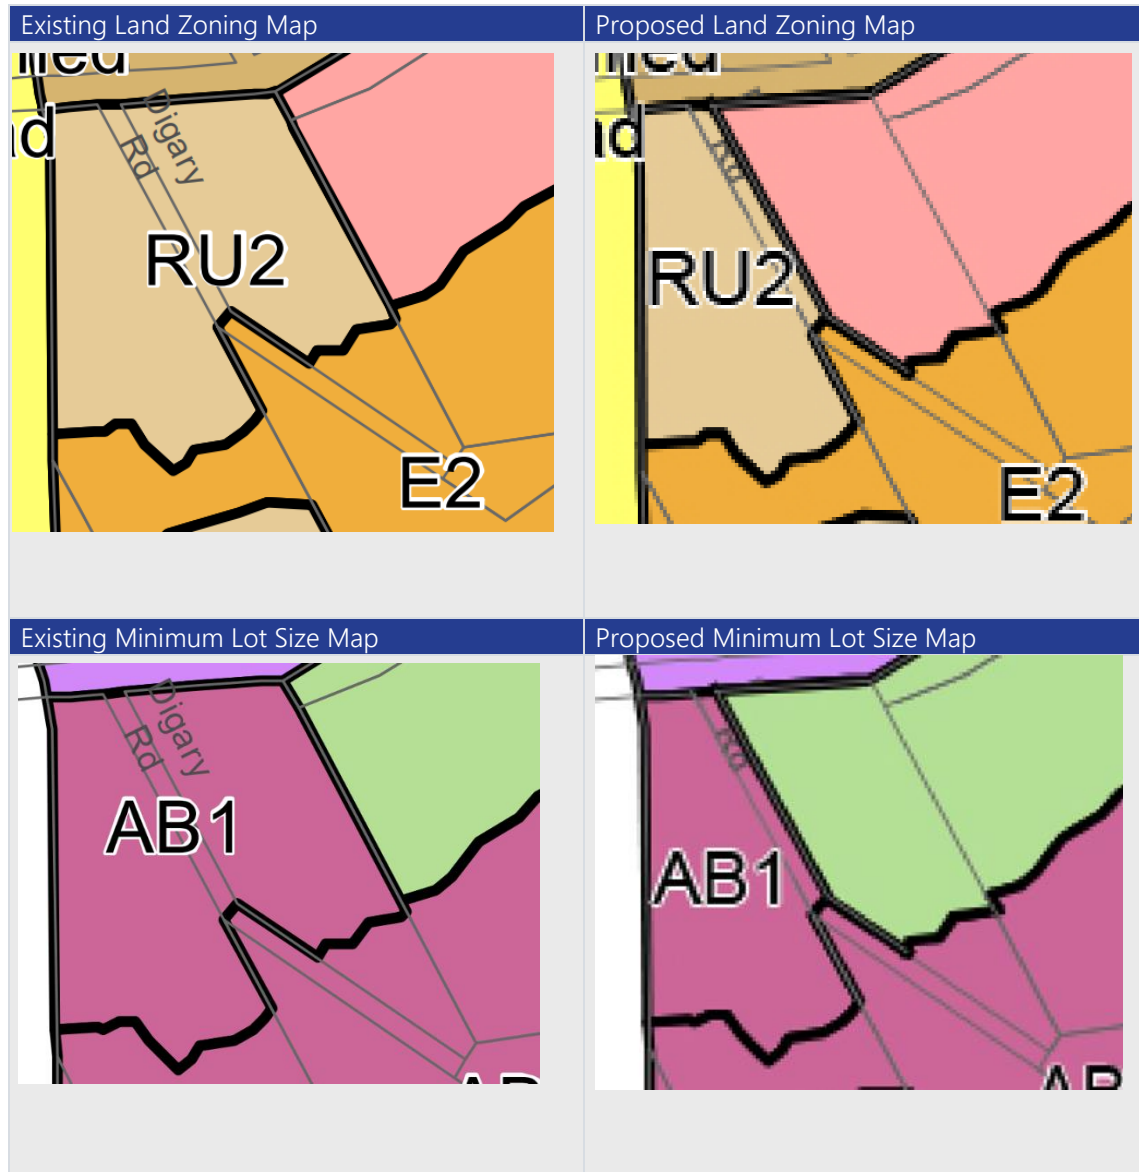 Existing Land Zoning Map
Proposed Land Zoning Map
Digary
Rd
RU2
E2
Rd
RU2
E2
Existing Minimum Lot Size Map
Proposed Minimum Lot Size Map
Digary
Rd
AB1
Rd
AB1